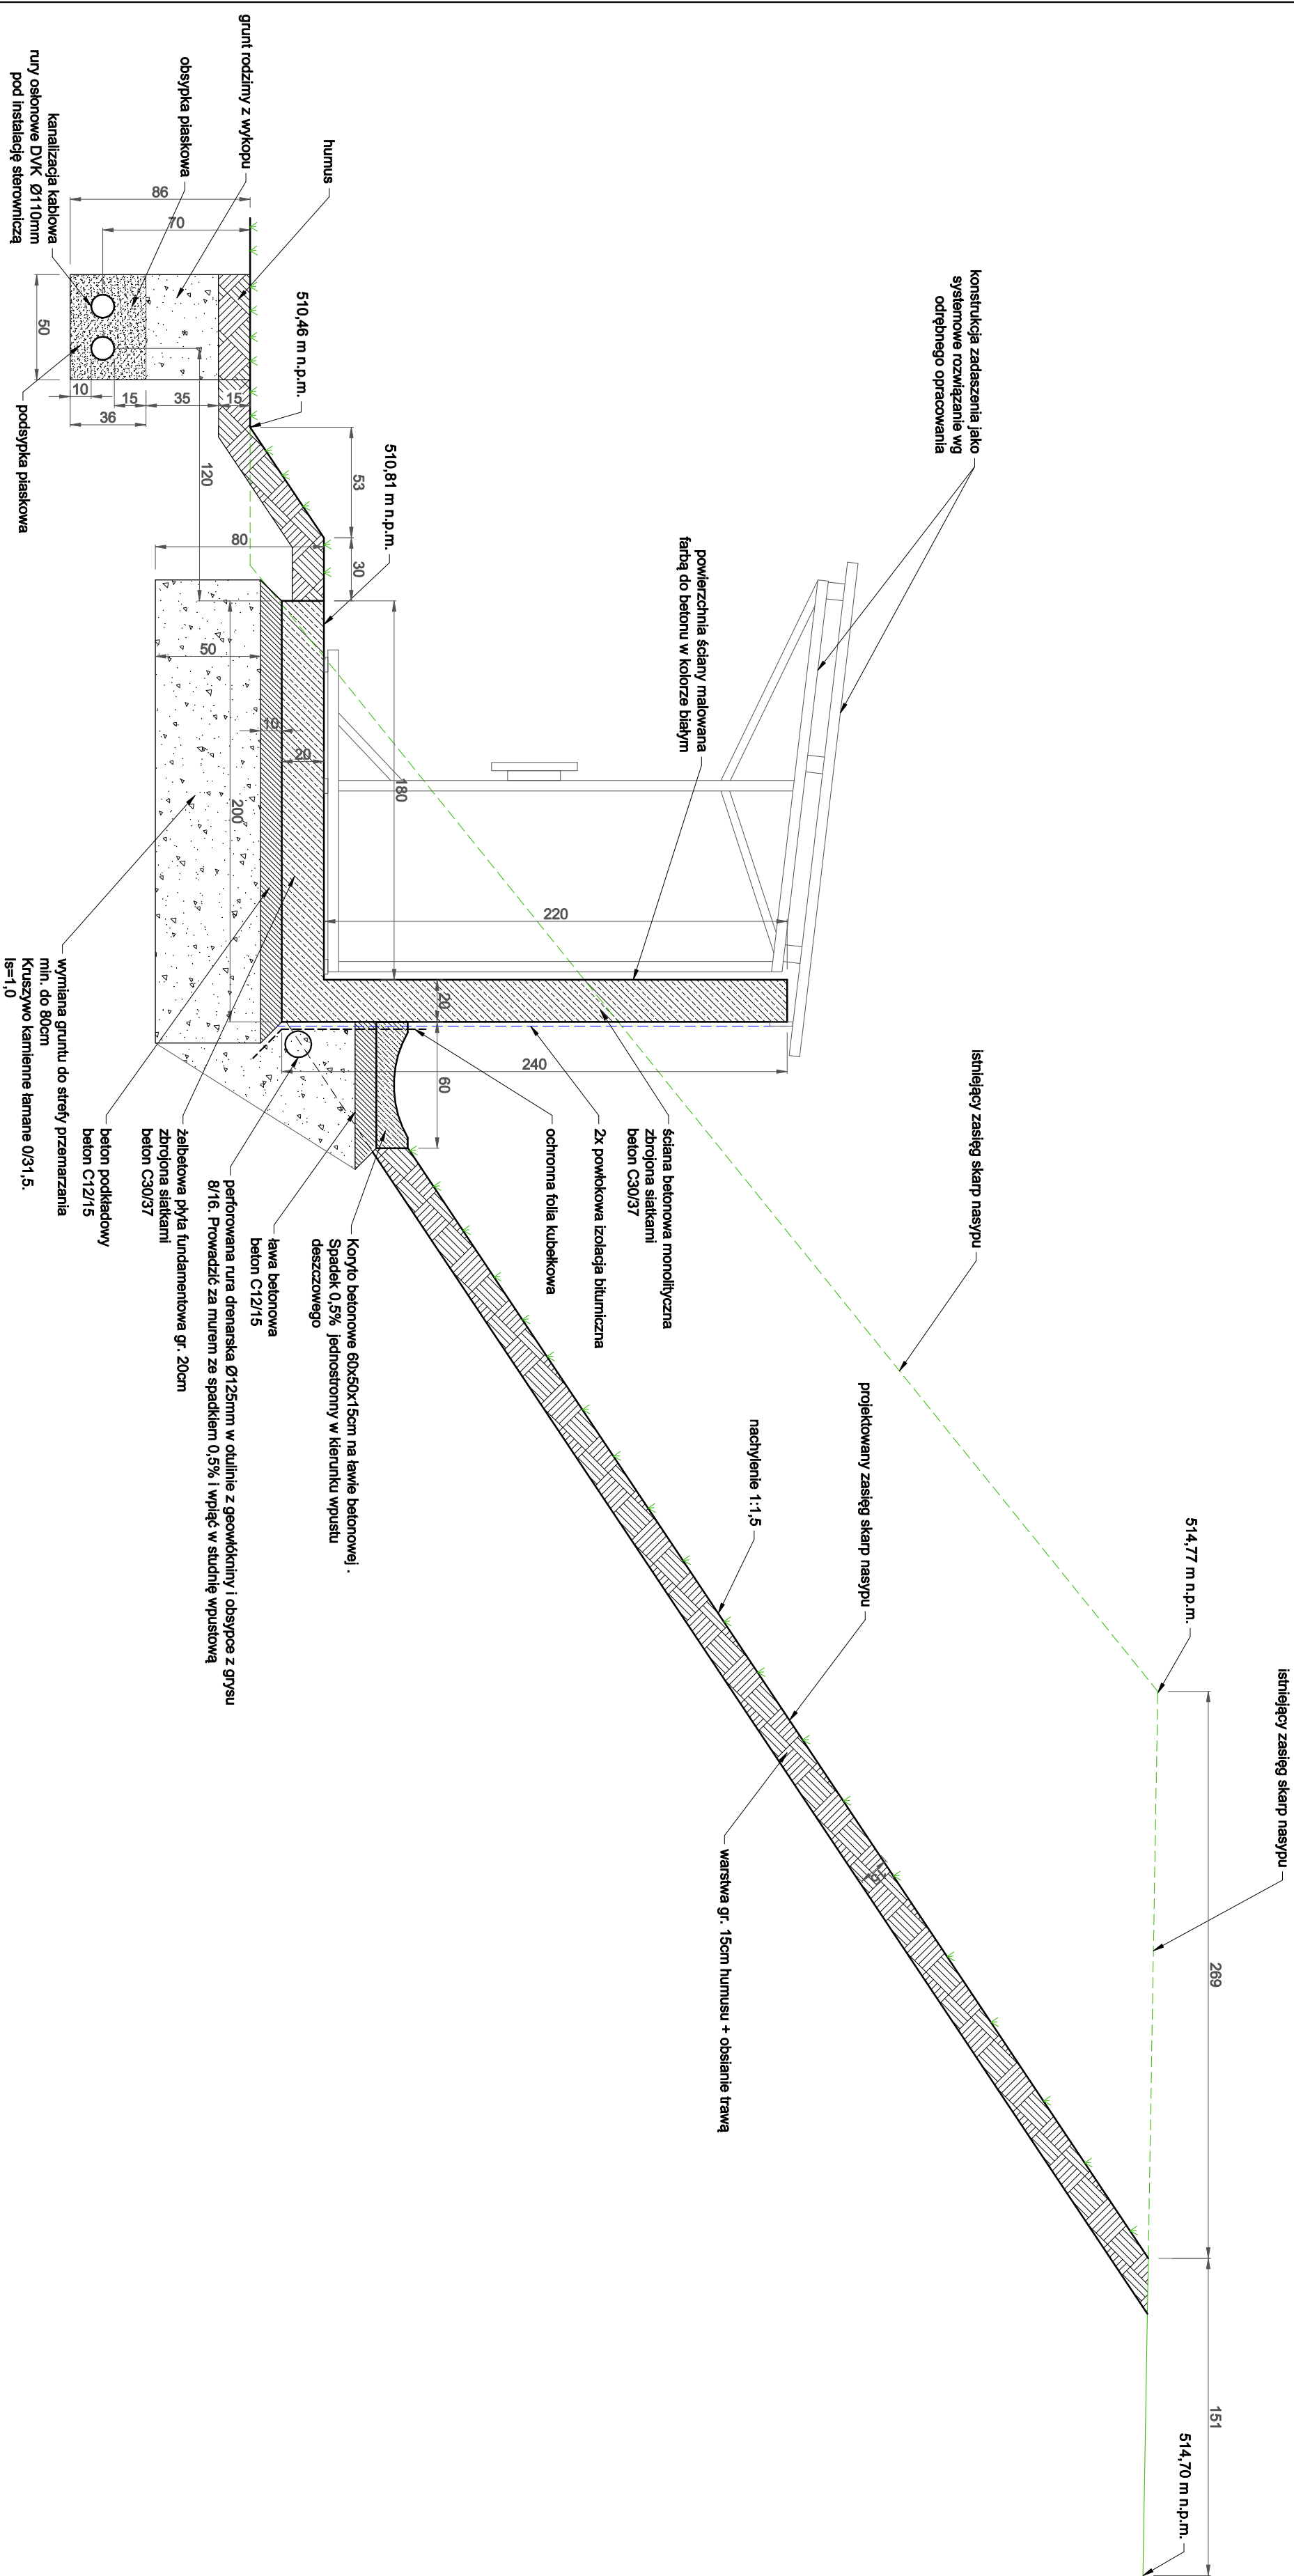 istniejący zasięg skarp nasypu
269
151
514,77 m n.p.m.
514,70 m n.p.m.
konstrukcja zadaszenia jako
systemowe rozwiązanie wg
odrębnego opracowania
istniejący zasięg skarp nasypu
projektowany zasięg skarp nasypu
nachylenie 1:1,5
warstwa gr. 15cm humusu + obsianie trawą
15
powierzchnia ściany malowana
farbą do betonu w kolorze białym
220
240
20
60
180
ściana betonowa monolityczna
zbrojona siatkami
beton C30/37
2x powłokowa izolacja bitumiczna
ochronna folia kubełkowa
Koryto betonowe 60x50x15cm na ławie betonowej .
Spadek 0,5% jednostronny w kierunku wpustu
deszczowego
ława betonowa
beton C12/15
perforowana rura drenarska Ø125mm w otulinie z geowłókniny i obsypce z grysu
8/16. Prowadzić za murem ze spadkiem 0,5% i wpiąć w studnię wpustową
żelbetowa płyta fundamentowa gr. 20cm
zbrojona siatkami
beton C30/37
beton podkładowy
beton C12/15
wymiana gruntu do strefy przemarzania
min. do 80cm
Kruszywo kamienne łamane 0/31,5.
Is=1,0
510,81 m n.p.m.
510,46 m n.p.m.
53
30
80
50
10
20
200
120
humus
grunt rodzimy z wykopu
obsypka piaskowa
kanalizacja kablowa
rury osłonowe DVK Ø110mm
pod instalację sterowniczą
podsypka piaskowa
86
70
50
15
35
15
10
36